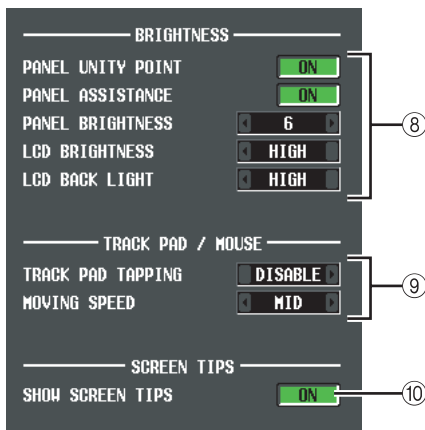 BRIGHTNESS
PANEL UNITY POINT ON
PANEL ASSISTANCE ON
PANEL BRIGHTNESS 6
LCD BRIGHTNESS HIGH
LCD BACK LIGHT HIGH
⑧
TRACK PAD / MOUSE
TRACK PAD TAPPING DISABLE
MOVING SPEED MID
⑨
SCREEN TIPS
SHOW SCREEN TIPS ON
⑩